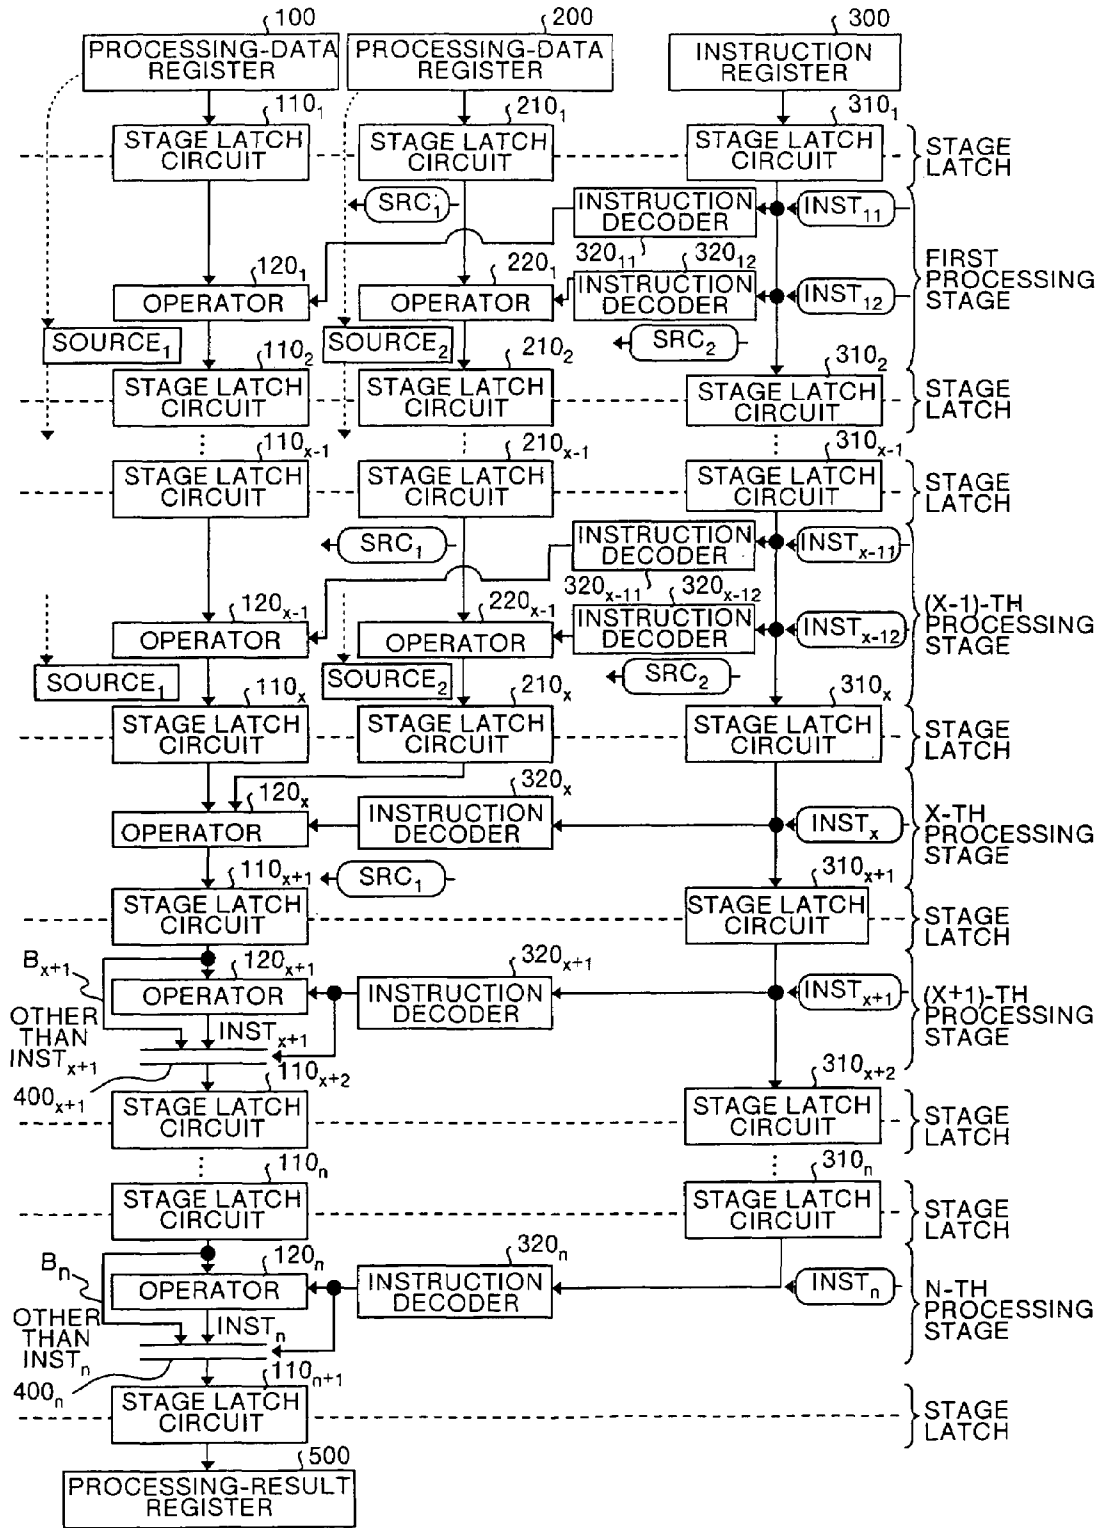 100
200
300
PROCESSING-DATA REGISTER
PROCESSING-DATA REGISTER
INSTRUCTION REGISTER
110₁
210₁
310₁
STAGE LATCH CIRCUIT
STAGE LATCH CIRCUIT
STAGE LATCH CIRCUIT
STAGE LATCH
SRC₁
INSTRUCTION DECODER
INST₁₁
320₁₁
320₁₂
FIRST PROCESSING STAGE
120₁
220₁
OPERATOR
OPERATOR
INSTRUCTION DECODER
INST₁₂
SOURCE₁
SOURCE₂
SRC₂
110₂
210₂
310₂
STAGE LATCH CIRCUIT
STAGE LATCH CIRCUIT
STAGE LATCH CIRCUIT
STAGE LATCH
110ₓ₋₁
210ₓ₋₁
310ₓ₋₁
STAGE LATCH CIRCUIT
STAGE LATCH CIRCUIT
STAGE LATCH CIRCUIT
STAGE LATCH
SRC₁
INSTRUCTION DECODER
INSTₓ₋₁₁
320ₓ₋₁₁
320ₓ₋₁₂
(X-1)-TH PROCESSING STAGE
120ₓ₋₁
220ₓ₋₁
OPERATOR
OPERATOR
INSTRUCTION DECODER
INSTₓ₋₁₂
SOURCE₁
SOURCE₂
SRC₂
110ₓ
210ₓ
310ₓ
STAGE LATCH CIRCUIT
STAGE LATCH CIRCUIT
STAGE LATCH CIRCUIT
STAGE LATCH
120ₓ
320ₓ
OPERATOR
INSTRUCTION DECODER
INSTₓ
X-TH PROCESSING STAGE
110ₓ₊₁
SRC₁
310ₓ₊₁
STAGE LATCH CIRCUIT
STAGE LATCH CIRCUIT
STAGE LATCH
Bₓ₊₁
120ₓ₊₁
320ₓ₊₁
OPERATOR
INSTRUCTION DECODER
INSTₓ₊₁
(X+1)-TH PROCESSING STAGE
OTHER THAN INSTₓ₊₁
INSTₓ₊₁
400ₓ₊₁
110ₓ₊₂
310ₓ₊₂
STAGE LATCH CIRCUIT
STAGE LATCH CIRCUIT
STAGE LATCH
110ₙ
310ₙ
STAGE LATCH CIRCUIT
STAGE LATCH CIRCUIT
STAGE LATCH
Bₙ
120ₙ
320ₙ
OPERATOR
INSTRUCTION DECODER
INSTₙ
N-TH PROCESSING STAGE
OTHER THAN INSTₙ
INSTₙ
400ₙ
110ₙ₊₁
STAGE LATCH CIRCUIT
STAGE LATCH
500
PROCESSING-RESULT REGISTER